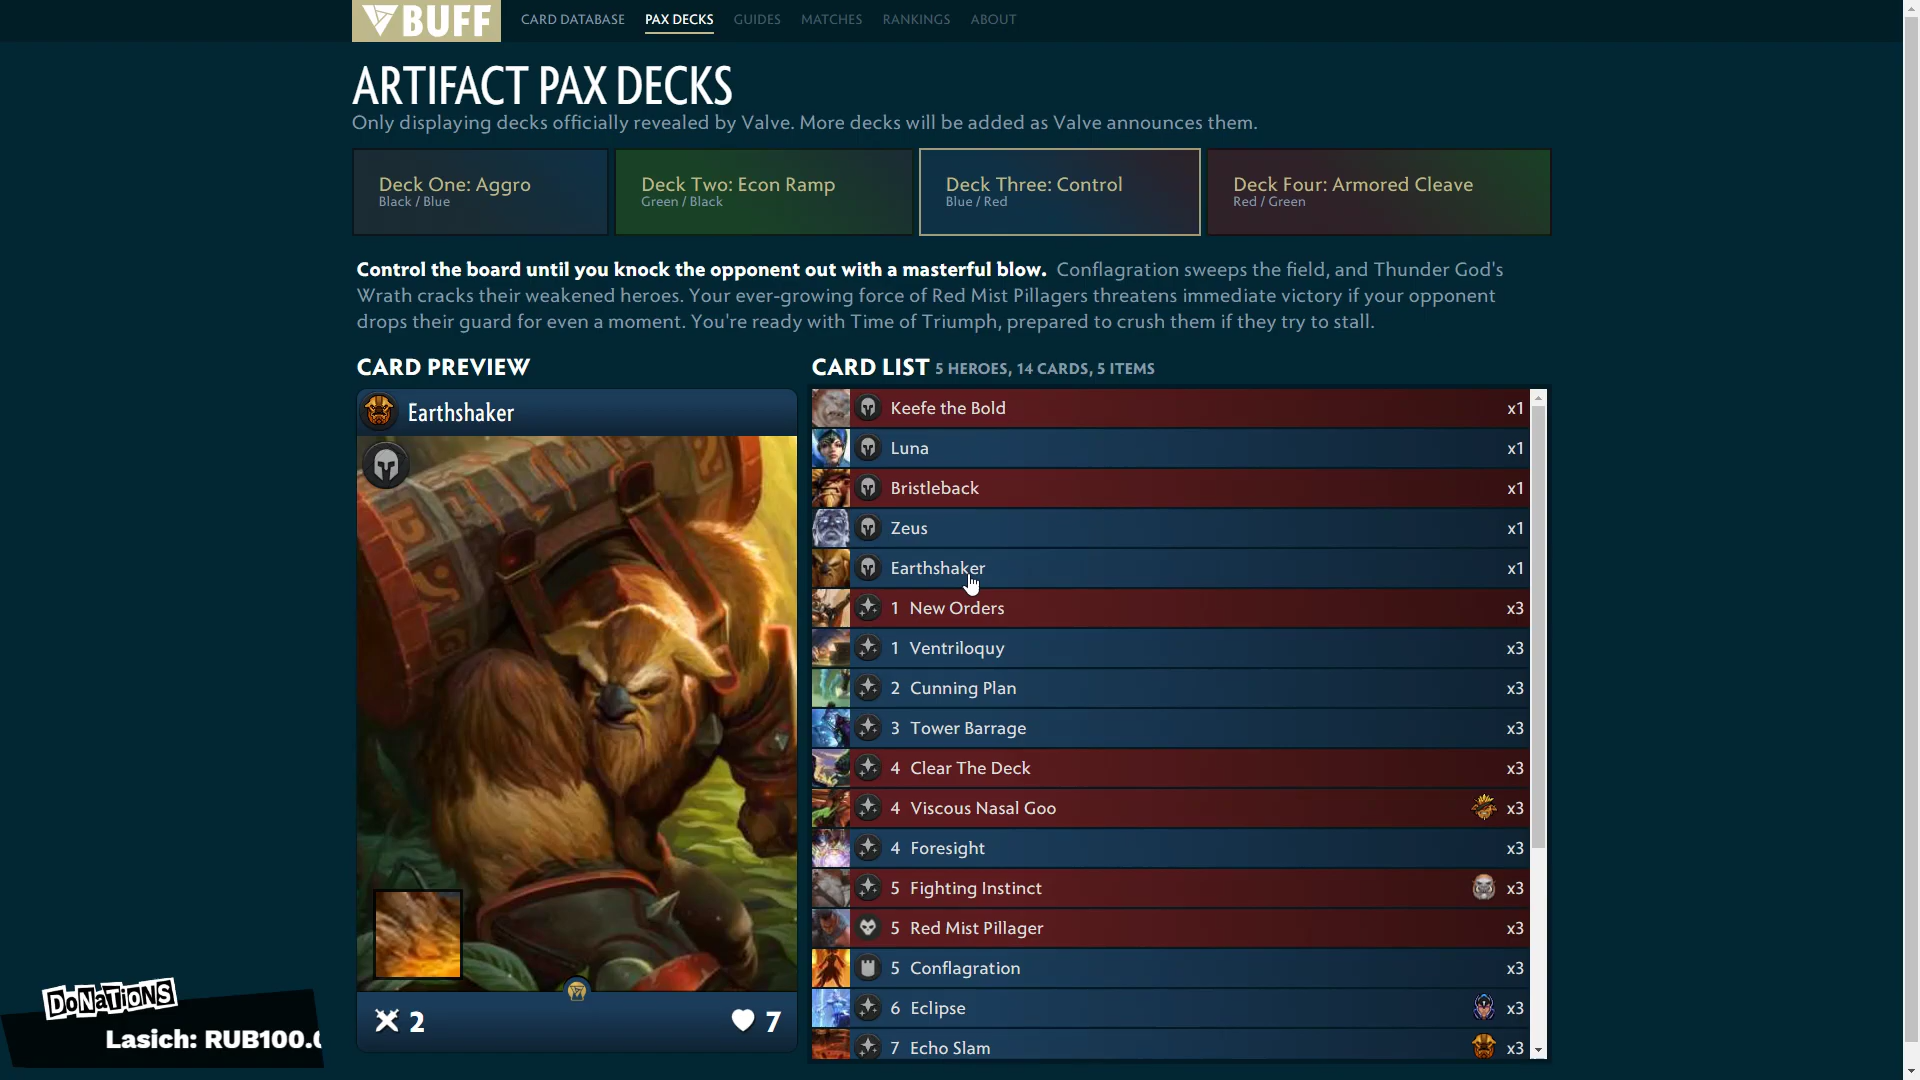 BUFF
CARD DATABASE
PAX DECKS
GUIDES
MATCHES
RANKINGS
ABOUT
ARTIFACT PAX DECKS
Only displaying decks officially revealed by Valve. More decks will be added as Valve announces them.
Deck One: Aggro
Black / Blue
Deck Two: Econ Ramp
Green / Black
Deck Three: Control
Blue / Red
Deck Four: Armored Cleave
Red / Green
Control the board until you knock the opponent out with a masterful blow. Conflagration sweeps the field, and Thunder God's
Wrath cracks their weakened heroes. Your ever-growing force of Red Mist Pillagers threatens immediate victory if your opponent
drops their guard for even a moment. You're ready with Time of Triumph, prepared to crush them if they try to stall.
CARD PREVIEW
Earthshaker
2
7
CARD LIST 5 HEROES, 14 CARDS, 5 ITEMS
Keefe the Bold x1
Luna x1
Bristleback x1
Zeus x1
Earthshaker x1
1 New Orders x3
1 Ventriloquy x3
2 Cunning Plan x3
3 Tower Barrage x3
4 Clear The Deck x3
4 Viscous Nasal Goo x3
4 Foresight x3
5 Fighting Instinct x3
5 Red Mist Pillager x3
5 Conflagration x3
6 Eclipse x3
7 Echo Slam x3
DoNaTioNS
Lasich: RUB100.